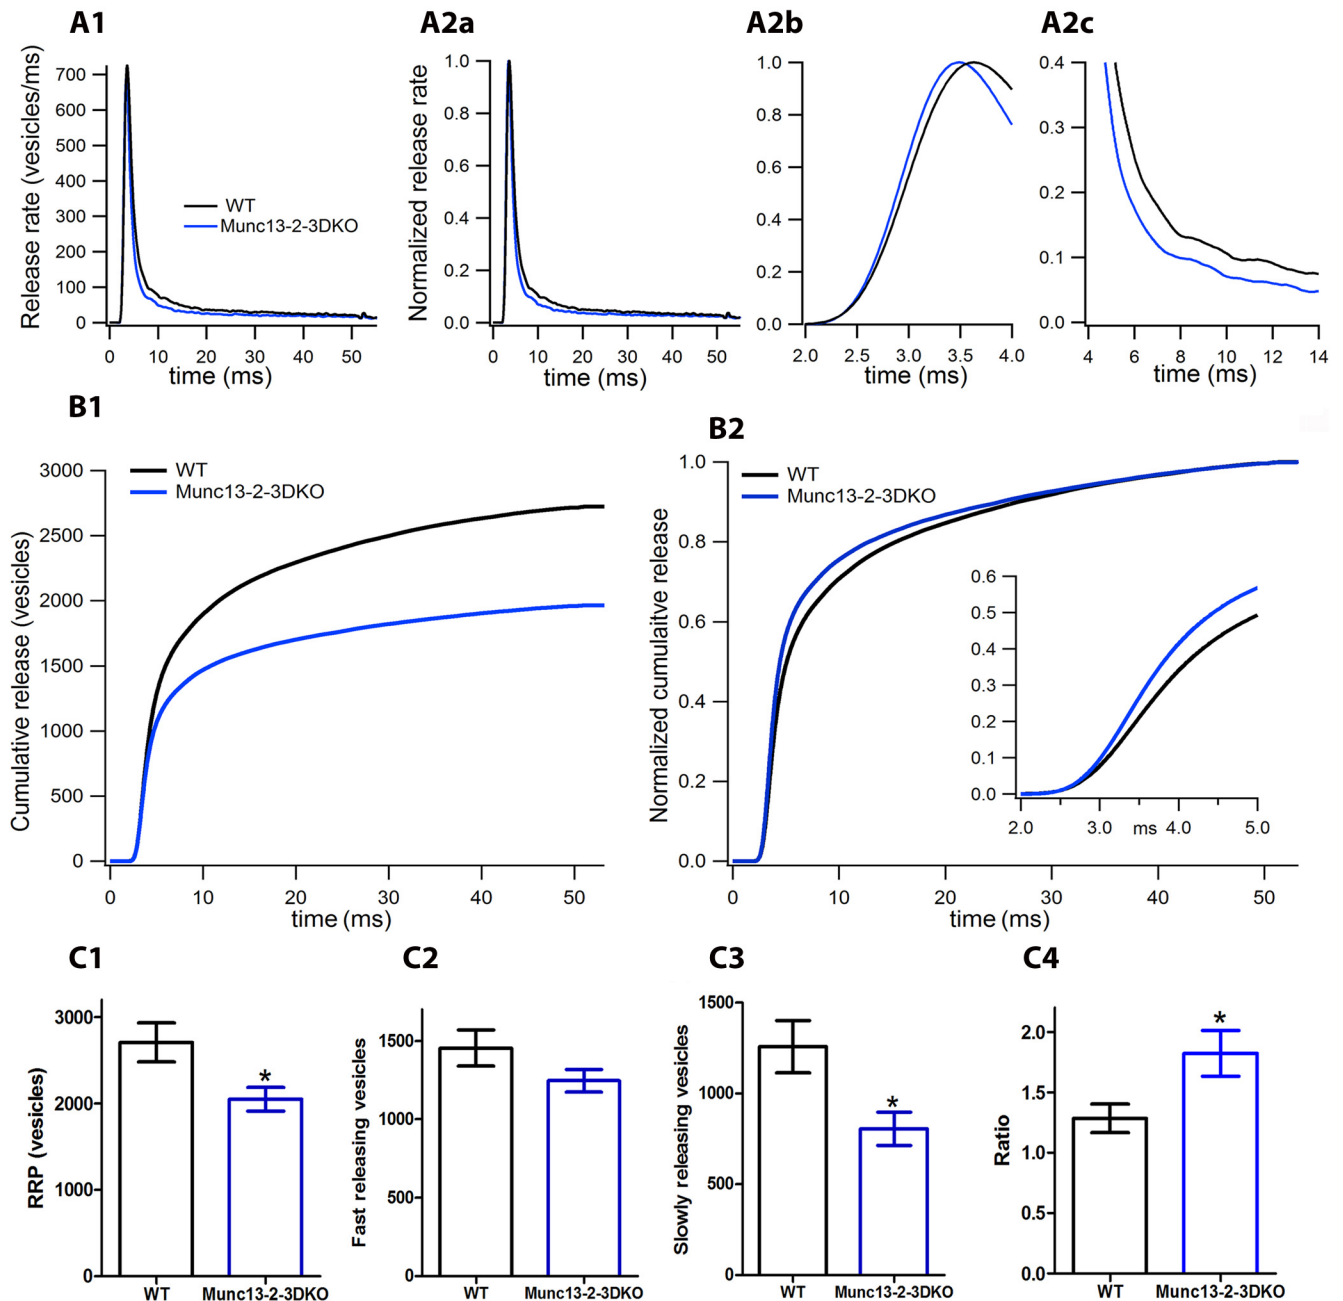 A1
A2a
A2b
A2c
Release rate (vesicles/ms)
700
600
500
400
300
200
100
0
WT
Munc13-2-3DKO
0 10 20 30 40 50
time (ms)
Normalized release rate
1.0
0.8
0.6
0.4
0.2
0.0
0 10 20 30 40 50
time (ms)
1.0
0.8
0.6
0.4
0.2
0.0
2.0 2.5 3.0 3.5 4.0
time (ms)
0.4
0.3
0.2
0.1
0.0
4 6 8 10 12 14
time (ms)
B1
Cumulative release (vesicles)
3000
2500
2000
1500
1000
500
0
WT
Munc13-2-3DKO
0 10 20 30 40 50
time (ms)
B2
Normalized cumulaitve release
1.0
0.8
0.6
0.4
0.2
0.0
WT
Munc13-2-3DKO
0.6
0.5
0.4
0.3
0.2
0.1
0.0
2.0 3.0 ms 4.0 5.0
0 10 20 30 40 50
time (ms)
C1
RRP (vesicles)
3000
2000
1000
0
*
WT Munc13-2-3DKO
C2
Fast releasing vesicles
1500
1000
500
0
WT Munc13-2-3DKO
C3
Slowly releasing vesicles
1500
1000
500
0
*
WT Munc13-2-3DKO
C4
Ratio
2.0
1.5
1.0
0.5
0.0
*
WT Munc13-2-3DKO